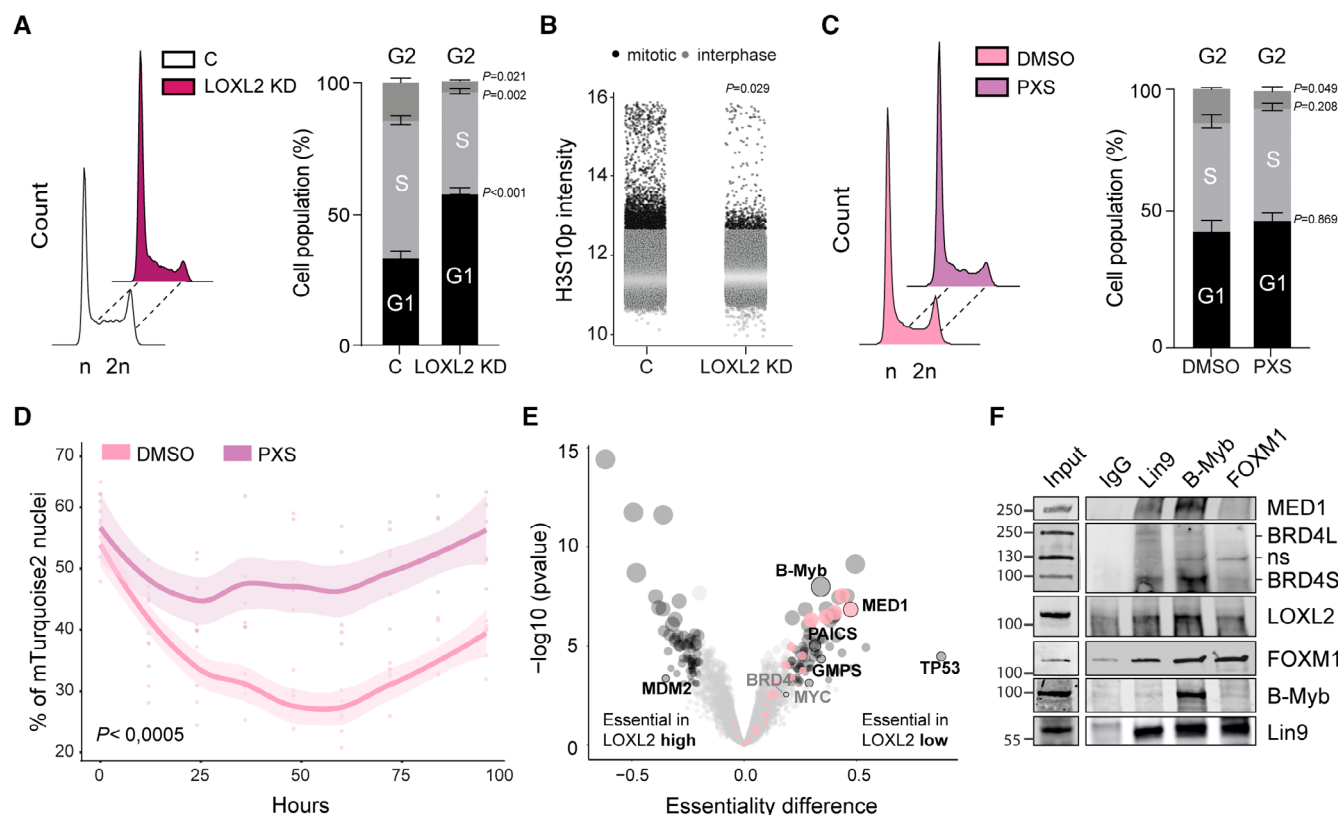 A
C
LOXL2 KD
Count
n 2n
Cell population (%)
100
50
0
G2 G2
S S
G1 G1
P=0.021
P=0.002
P<0.001
C LOXL2 KD
B
mitotic interphase
P=0.029
H3S10p intensity
16
14
12
10
C LOXL2 KD
C
DMSO
PXS
Count
n 2n
Cell population (%)
100
50
0
G2 G2
S S
G1 G1
P=0.049
P=0.208
P=0.869
DMSO PXS
D
DMSO PXS
% of mTurquoise2 nuclei
70
60
50
40
30
20
P< 0,0005
0 25 50 75 100
Hours
E
−log10 (pvalue)
15
10
5
0
B-Myb
MED1
PAICS
GMPS
TP53
BRD4
MYC
MDM2
Essential in
LOXL2 high
Essential in
LOXL2 low
−0.5 0.0 0.5
Essentiality difference
F
Input IgG Lin9 B-Myb FOXM1
250 MED1
250 BRD4L
130 ns
100 BRD4S
100 LOXL2
100 FOXM1
100 B-Myb
55 Lin9